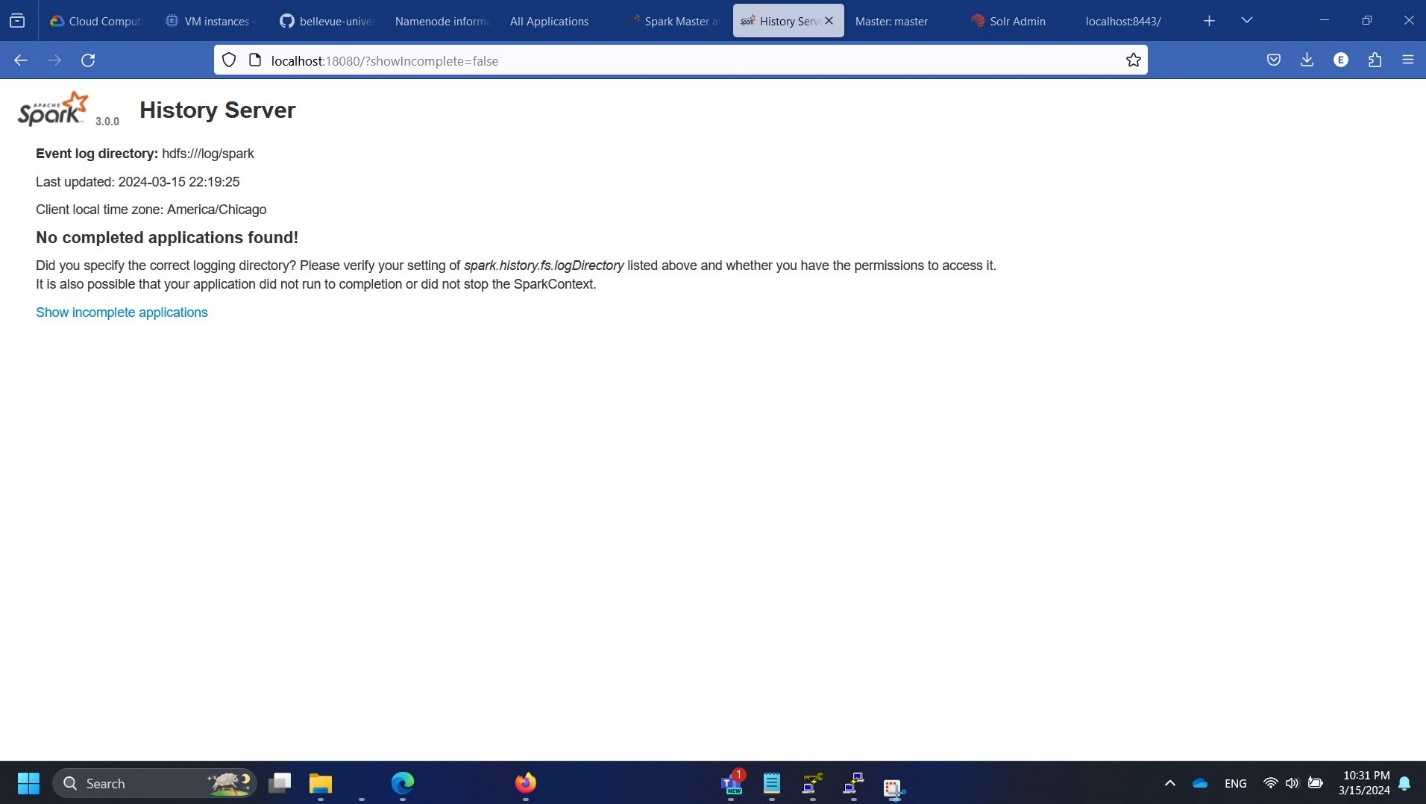 Cloud Comput
VM instances –
bellevue-unive
Namenode informa
All Applications
Spark Master a
History Serv
Master: master
Solr Admin
localhost:8443/
localhost:18080/?showIncomplete=false
E
APACHE
Spark 3.0.0 History Server
Event log directory: hdfs:///log/spark
Last updated: 2024-03-15 22:19:25
Client local time zone: America/Chicago
No completed applications found!
Did you specify the correct logging directory? Please verify your setting of spark.history.fs.logDirectory listed above and whether you have the permissions to access it.
It is also possible that your application did not run to completion or did not stop the SparkContext.
Show incomplete applications
Search
1
NEW
ENG
10:31 PM
3/15/2024